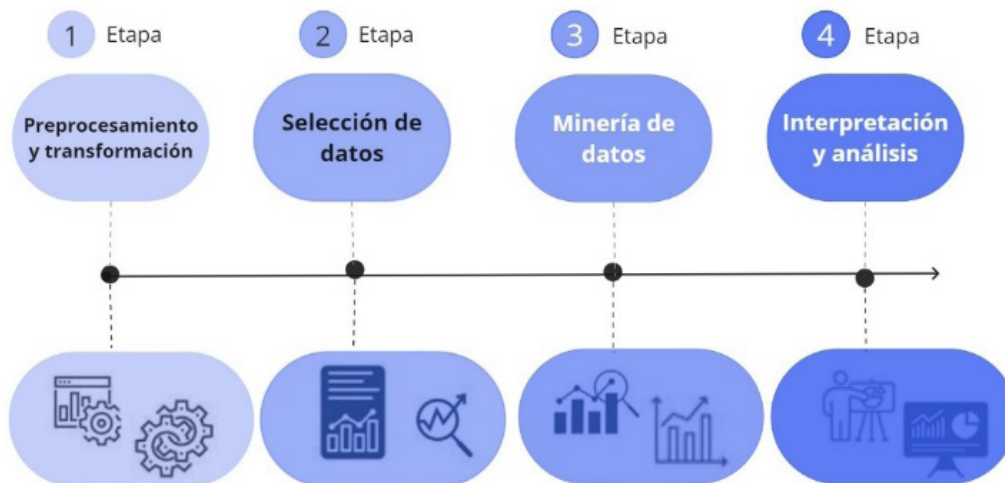 1 Etapa
2 Etapa
3 Etapa
4 Etapa
Preprocesamiento
y transformación
Selección de
datos
Minería de
datos
Interpretación
y análisis